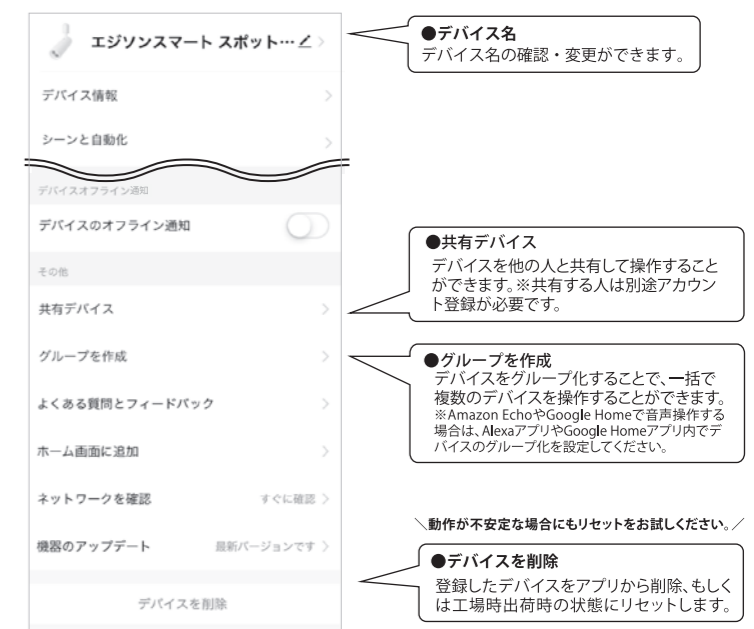 エジソンスマート スポット…
デバイス情報
シーンと自動化
デバイスオフライン通知
デバイスのオフライン通知
その他
共有デバイス
グループを作成
よくある質問とフィードバック
ホーム画面に追加
ネットワークを確認 すぐに確認
機器のアップデート 最新バージョンです
デバイスを削除
●デバイス名
デバイス名の確認・変更ができます。
●共有デバイス
デバイスを他の人と共有して操作すること
ができます。※共有する人は別途アカウン
ト登録が必要です。
●グループを作成
デバイスをグループ化することで、一括で
複数のデバイスを操作することができます。
※Amazon EchoやGoogle Homeで音声操作する
場合は、AlexaアプリやGoogle Homeアプリ内でデ
バイスのグループ化を設定してください。
＼動作が不安定な場合にもリセットをお試しください。／
●デバイスを削除
登録したデバイスをアプリから削除、もしく
は工場時出荷時の状態にリセットします。